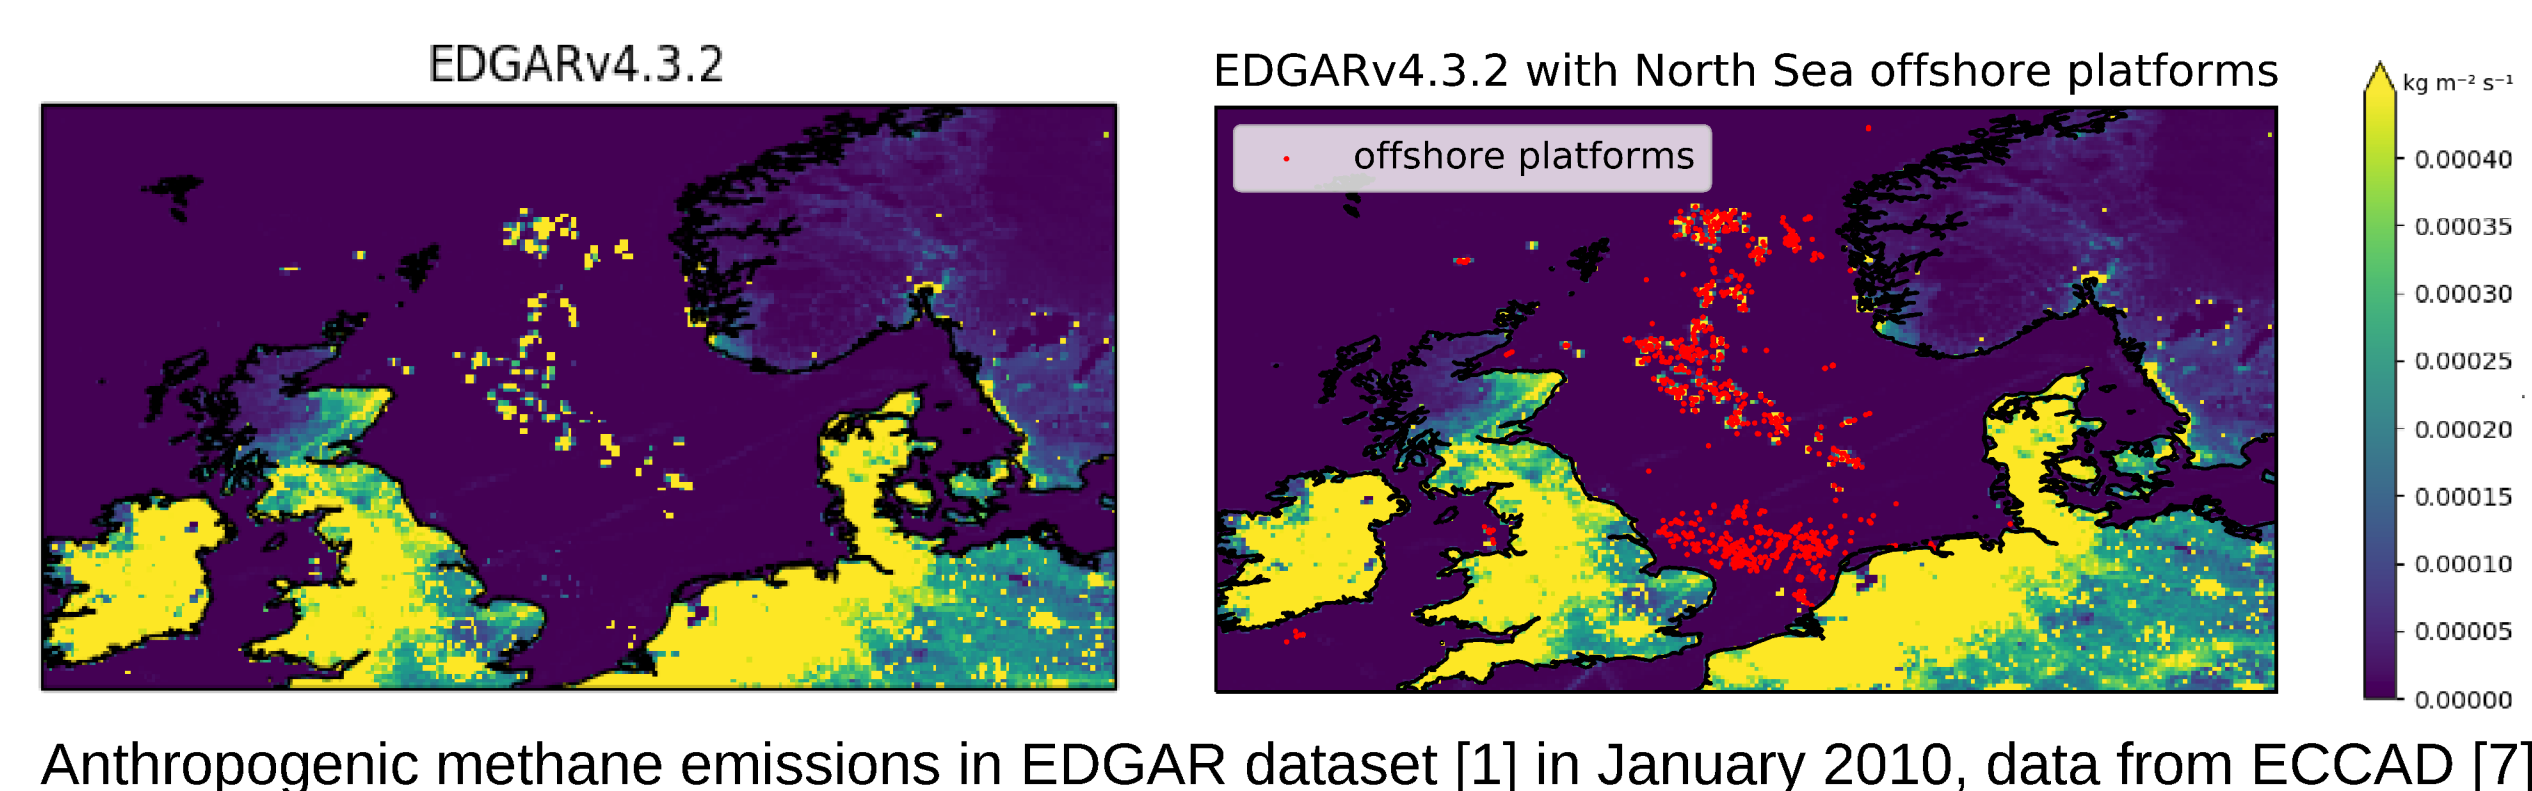 EDGARv4.3.2
EDGARv4.3.2 with North Sea offshore platforms
offshore platforms
kg m⁻² s⁻¹
0.00040
0.00035
0.00030
0.00025
0.00020
0.00015
0.00010
0.00005
0.00000
Anthropogenic methane emissions in EDGAR dataset [1] in January 2010, data from ECCAD [7]